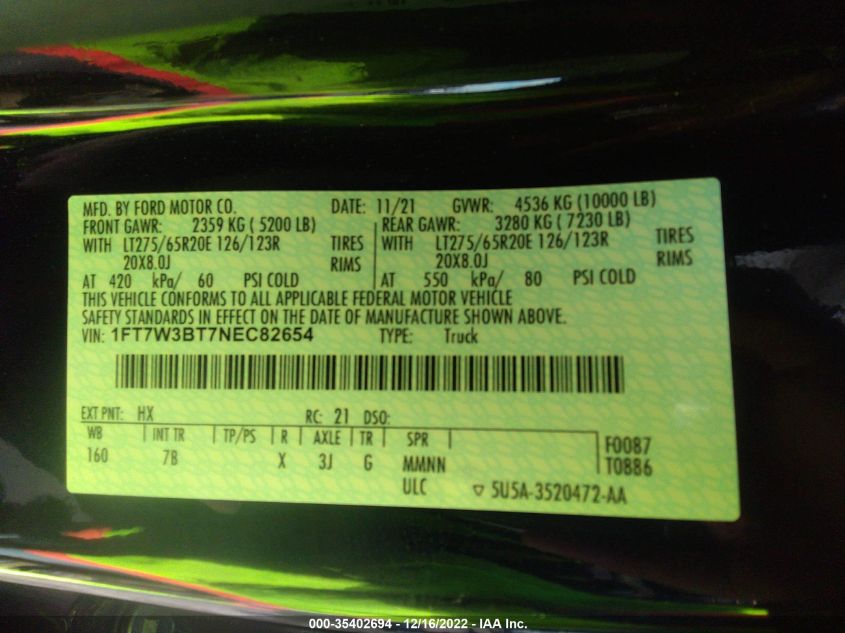 MFD. BY FORD MOTOR CO. DATE: 11/21 GVWR: 4536 KG (10000 LB)
FRONT GAWR: 2359 KG ( 5200 LB) REAR GAWR: 3280 KG ( 7230 LB)
WITH LT275/65R20E 126/123R TIRES WITH LT275/65R20E 126/123R TIRES
20X8.0J RIMS 20X8.0J RIMS
AT 420 kPa/ 60 PSI COLD AT 550 kPa/ 80 PSI COLD
THIS VEHICLE CONFORMS TO ALL APPLICABLE FEDERAL MOTOR VEHICLE
SAFETY STANDARDS IN EFFECT ON THE DATE OF MANUFACTURE SHOWN ABOVE.
VIN: 1FT7W3BT7NEC82654 TYPE: Truck
EXT PNT: HX RC: 21 DSO:
WB INT TR TP/PS R AXLE TR SPR F0087
160 7B X 3J G MMNN T0886
ULC ▽ 5U5A-3520472-AA
000-35402694 - 12/16/2022 - IAA Inc.